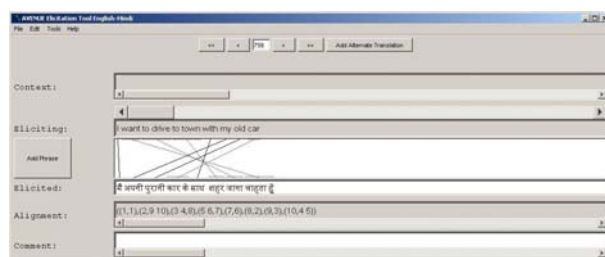 AVENUE Elicitation Tool English-Hindi
File Edit Tools Help
<< < 798 > >> Add Alternate Translation
Context:
Eliciting: I want to drive to town with my old car
Add Phrase
Elicited: मै अपनी पुरानी कार के साथ शहर जाना चाहता हूँ
Alignment: ((1,1),(2,9 10),(3 4,8),(5 6,7),(7,6),(8,2),(9,3),(10,4 5))
Comment: